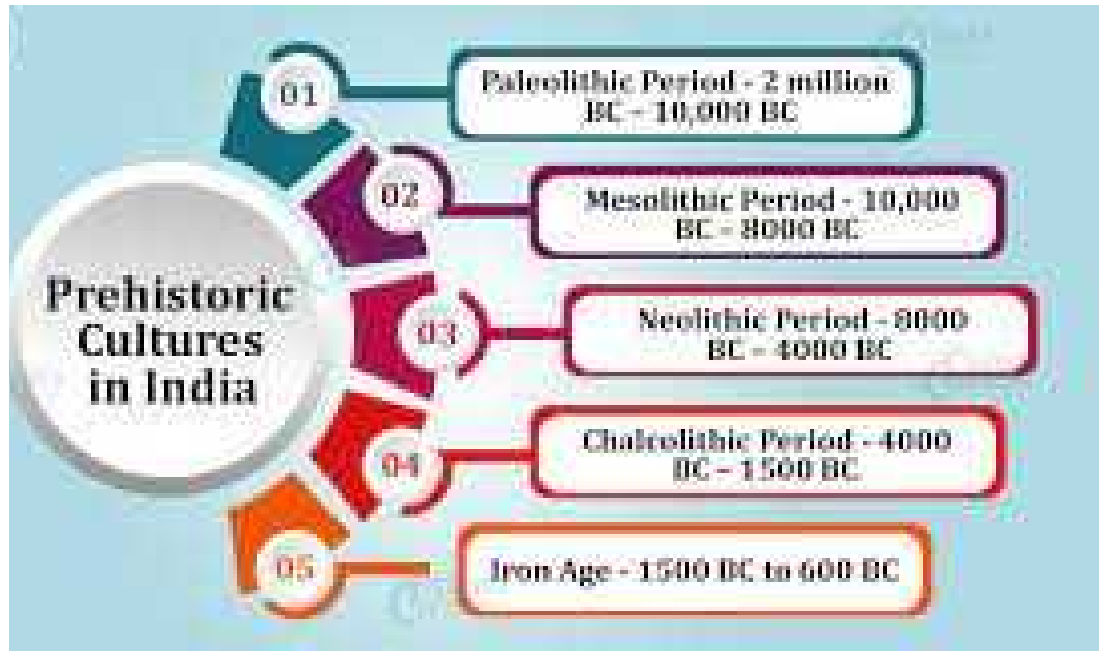 Prehistoric
Cultures
in India
01
Paleolithic Period - 2 million
BC - 10,000 BC
02
Mesolithic Period - 10,000
BC - 8000 BC
03
Neolithic Period - 8000
BC - 4000 BC
04
Chalcolithic Period - 4000
BC - 1500 BC
05
Iron Age - 1500 BC to 600 BC